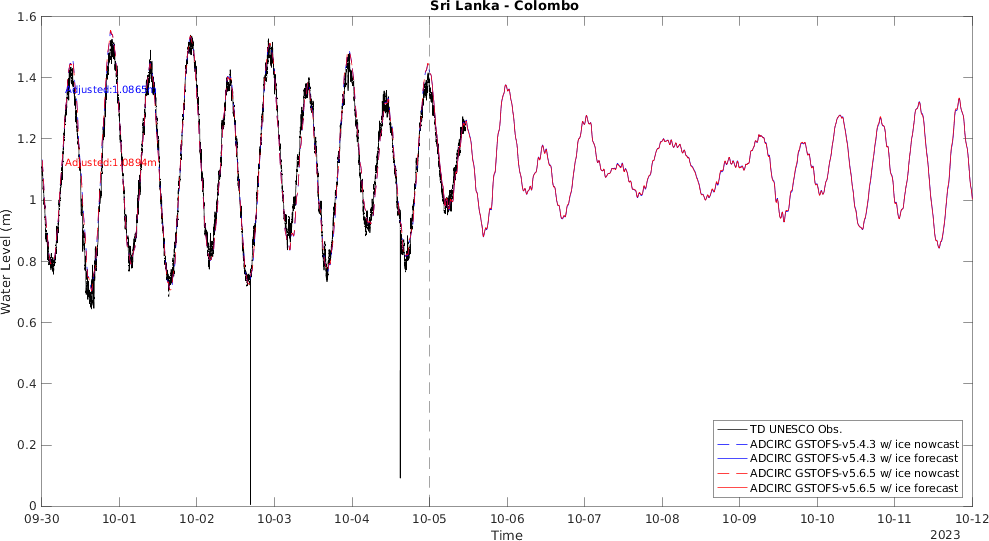 Sri Lanka - Colombo
1.6
1.4
Adjusted:1.0865m
1.2
Adjusted:1.0894m
1
0.8
0.6
0.4
0.2
0
Water Level (m)
TD UNESCO Obs.
ADCIRC GSTOFS-v5.4.3 w/ ice nowcast
ADCIRC GSTOFS-v5.4.3 w/ ice forecast
ADCIRC GSTOFS-v5.6.5 w/ ice nowcast
ADCIRC GSTOFS-v5.6.5 w/ ice forecast
09-30 10-01 10-02 10-03 10-04 10-05 10-06 10-07 10-08 10-09 10-10 10-11 10-12
Time
2023